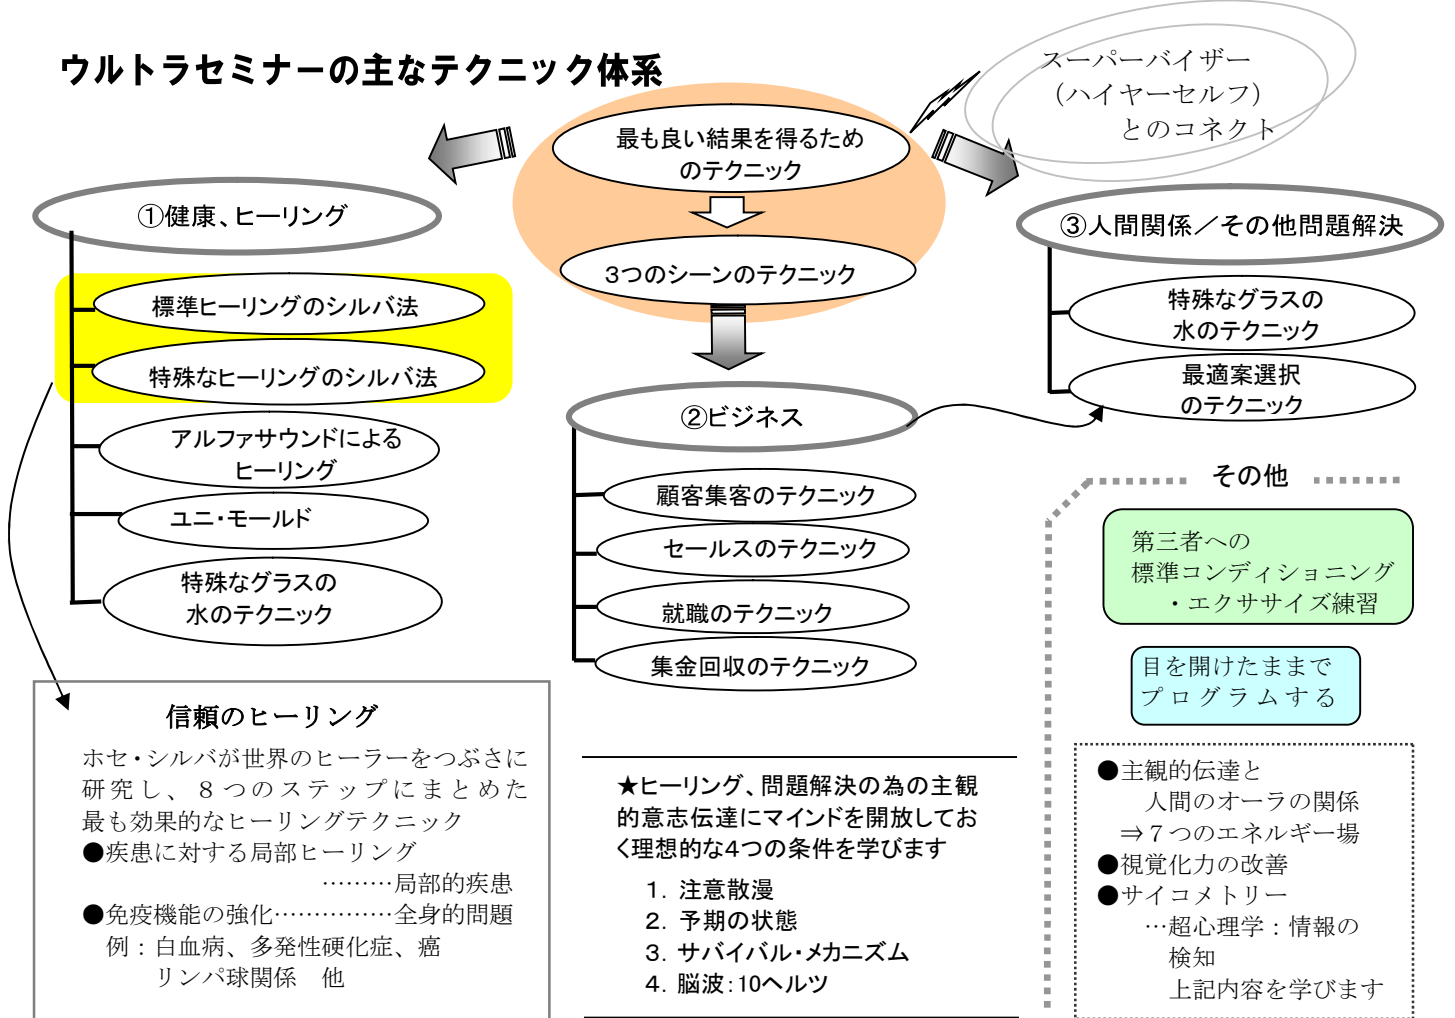 ウルトラセミナーの主なテクニック体系
スーパーバイザー
（ハイヤーセルフ）
とのコネクト
最も良い結果を得るため
のテクニック
3つのシーンのテクニック
①健康、ヒーリング
標準ヒーリングのシルバ法
特殊なヒーリングのシルバ法
アルファサウンドによる
ヒーリング
ユニ・モールド
特殊なグラスの
水のテクニック
②ビジネス
顧客集客のテクニック
セールスのテクニック
就職のテクニック
集金回収のテクニック
③人間関係／その他問題解決
特殊なグラスの
水のテクニック
最適案選択
のテクニック
その他
第三者への
標準コンディショニング
・エクササイズ練習
目を開けたままで
プログラムする
●主観的伝達と
人間のオーラの関係
⇒７つのエネルギー場
●視覚化力の改善
●サイコメトリー
…超心理学：情報の
検知
上記内容を学びます
信頼のヒーリング
ホセ・シルバが世界のヒーラーをつぶさに
研究し、８つのステップにまとめた
最も効果的なヒーリングテクニック
●疾患に対する局部ヒーリング
………局部的疾患
●免疫機能の強化……………全身的問題
例：白血病、多発性硬化症、癌
リンパ球関係　他
★ヒーリング、問題解決の為の主観
的意志伝達にマインドを開放してお
く理想的な4つの条件を学びます
1．注意散漫
2．予期の状態
3．サバイバル・メカニズム
4．脳波：10ヘルツ